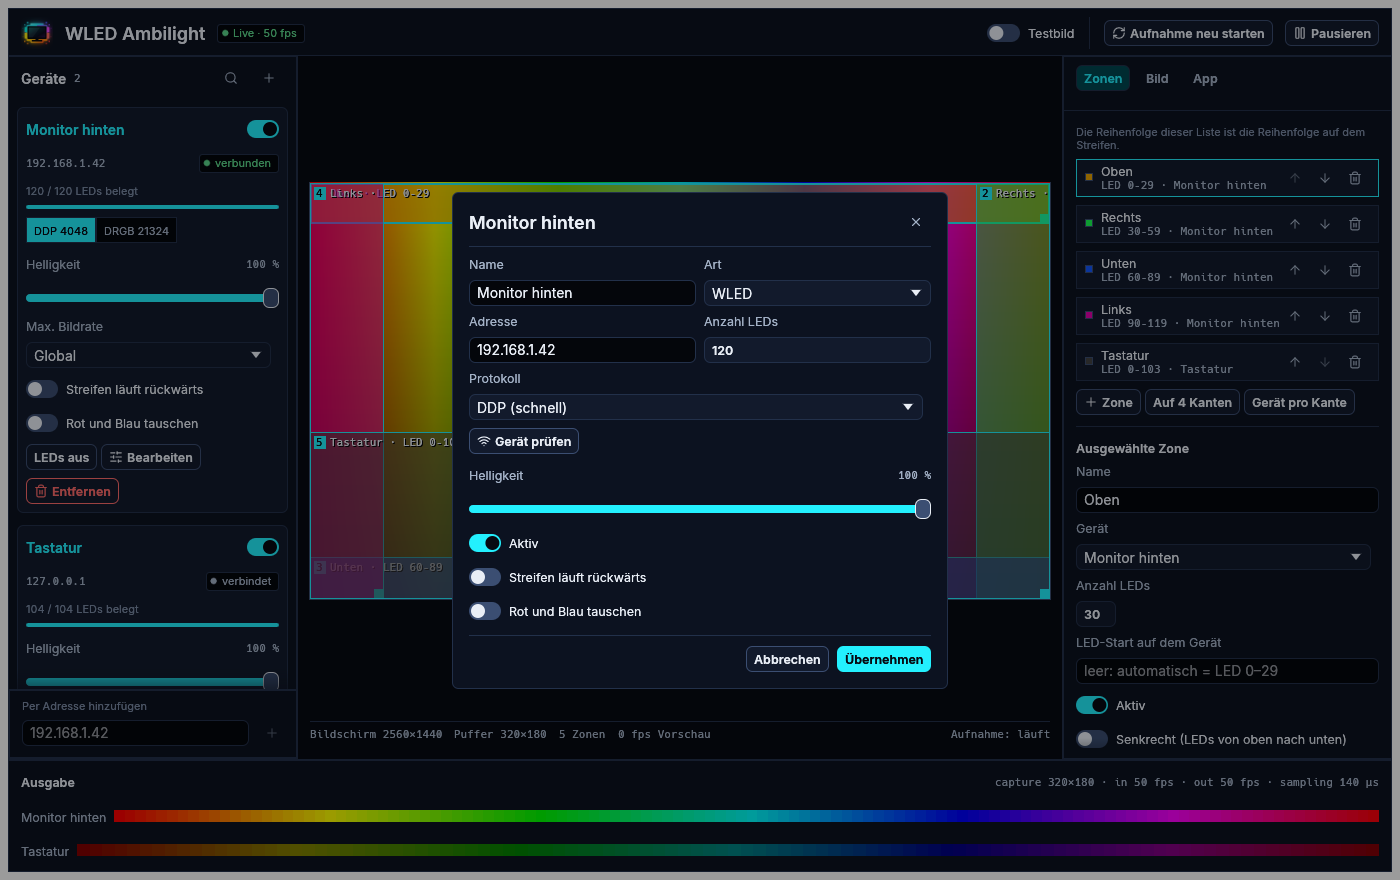 WLED Ambilight
Live · 50 fps
Testbild
Aufnahme neu starten
Pausieren
Geräte 2
Monitor hinten
192.168.1.42
verbunden
120 / 120 LEDs belegt
DDP 4048
DRGB 21324
Helligkeit
100 %
Max. Bildrate
Global
Streifen läuft rückwärts
Rot und Blau tauschen
LEDs aus
Bearbeiten
Entfernen
Tastatur
127.0.0.1
verbindet
104 / 104 LEDs belegt
Helligkeit
100 %
Per Adresse hinzufügen
192.168.1.42
4 Links · LED 0-29
2 Rechts ·
5 Tastatur · LED 0-10
3 Unten · LED 60-89
Monitor hinten
Name
Art
Monitor hinten
WLED
Adresse
Anzahl LEDs
192.168.1.42
120
Protokoll
DDP (schnell)
Gerät prüfen
Helligkeit
100 %
Aktiv
Streifen läuft rückwärts
Rot und Blau tauschen
Abbrechen
Übernehmen
Bildschirm 2560×1440 Puffer 320×180 5 Zonen 0 fps Vorschau
Aufnahme: läuft
Zonen
Bild
App
Die Reihenfolge dieser Liste ist die Reihenfolge auf dem
Streifen.
Oben
LED 0-29 · Monitor hinten
Rechts
LED 30-59 · Monitor hinten
Unten
LED 60-89 · Monitor hinten
Links
LED 90-119 · Monitor hinten
Tastatur
LED 0-103 · Tastatur
Zone
Auf 4 Kanten
Gerät pro Kante
Ausgewählte Zone
Name
Oben
Gerät
Monitor hinten
Anzahl LEDs
30
LED-Start auf dem Gerät
leer: automatisch = LED 0–29
Aktiv
Senkrecht (LEDs von oben nach unten)
Ausgabe
capture 320×180 · in 50 fps · out 50 fps · sampling 140 µs
Monitor hinten
Tastatur